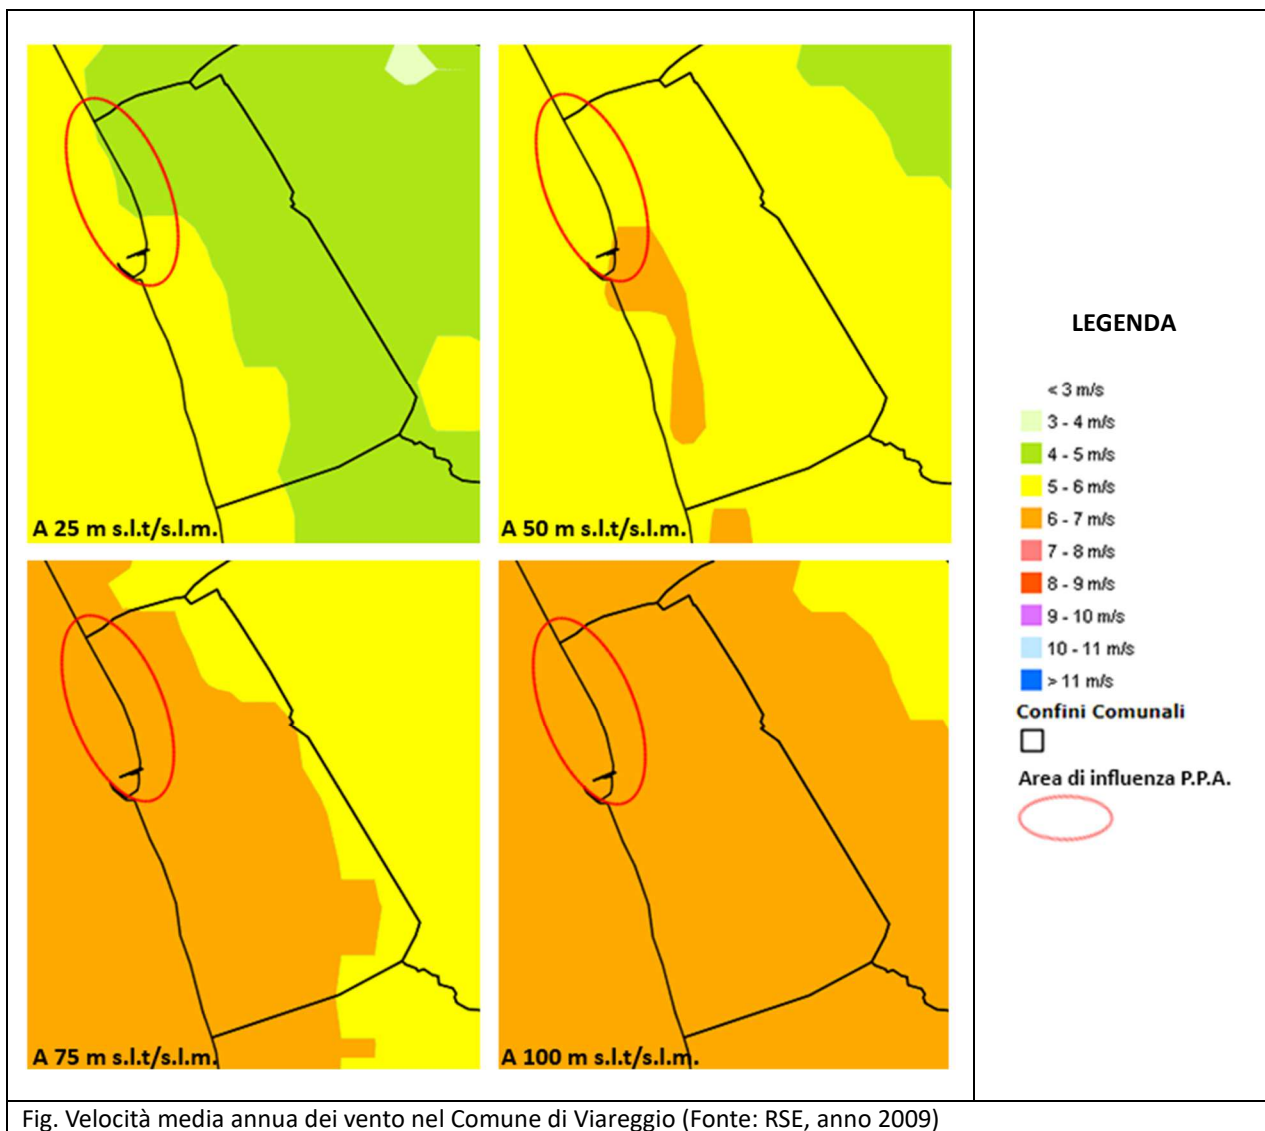 A 25 m s.l.t/s.l.m.
A 50 m s.l.t/s.l.m.
A 75 m s.l.t/s.l.m.
A 100 m s.l.t/s.l.m.
LEGENDA
< 3 m/s
3 - 4 m/s
4 - 5 m/s
5 - 6 m/s
6 - 7 m/s
7 - 8 m/s
8 - 9 m/s
9 - 10 m/s
10 - 11 m/s
> 11 m/s
Confini Comunali
Area di influenza P.P.A.
Fig. Velocità media annua dei vento nel Comune di Viareggio (Fonte: RSE, anno 2009)